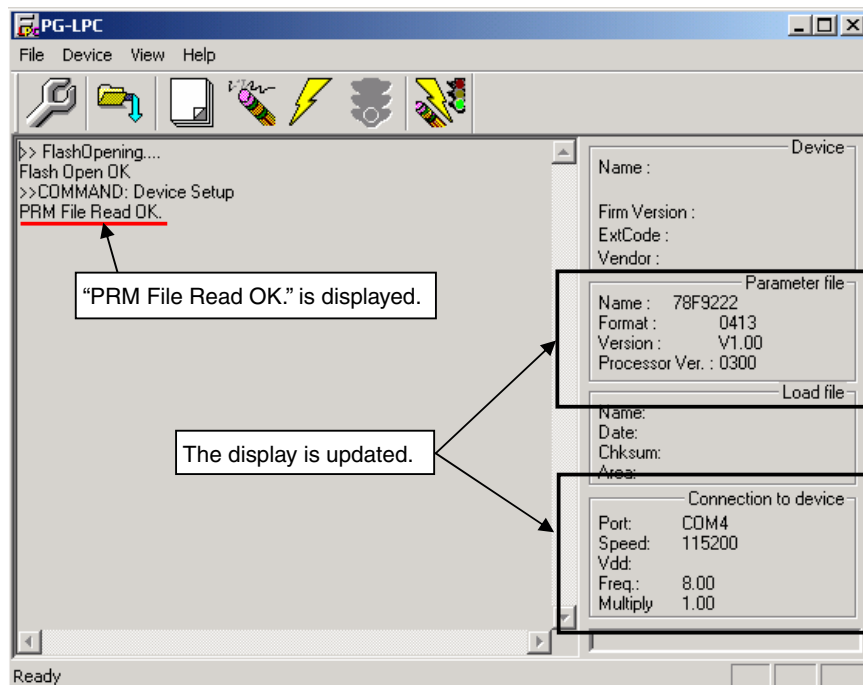 PG-LPC
File Device View Help
>> FlashOpening....
Flash Open OK
>>COMMAND: Device Setup
PRM File Read OK.
“PRM File Read OK.” is displayed.
The display is updated.
Device
Name :
Firm Version :
ExtCode :
Vendor :
Parameter file
Name : 78F9222
Format : 0413
Version : V1.00
Processor Ver. : 0300
Load file
Name:
Date:
Chksum:
Area:
Connection to device
Port: COM4
Speed: 115200
Vdd:
Freq.: 8.00
Multiply 1.00
Ready